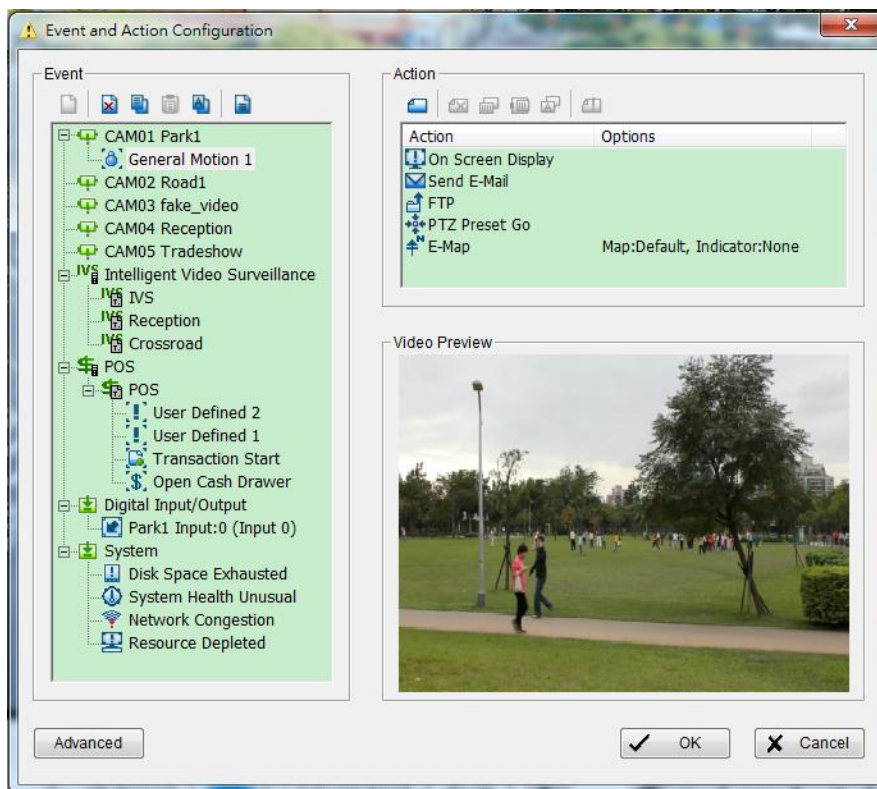 Event and Action Configuration
Event
CAM01 Park1
General Motion 1
CAM02 Road1
CAM03 fake_video
CAM04 Reception
CAM05 Tradeshow
IVS Intelligent Video Surveillance
IVS IVS
IVS Reception
IVS Crossroad
POS
POS
User Defined 2
User Defined 1
Transaction Start
Open Cash Drawer
Digital Input/Output
Park1 Input:0 (Input 0)
System
Disk Space Exhausted
System Health Unusual
Network Congestion
Resource Depleted
Action
Action Options
On Screen Display
Send E-Mail
FTP
PTZ Preset Go
N E-Map Map:Default, Indicator:None
Video Preview
Advanced
OK
Cancel